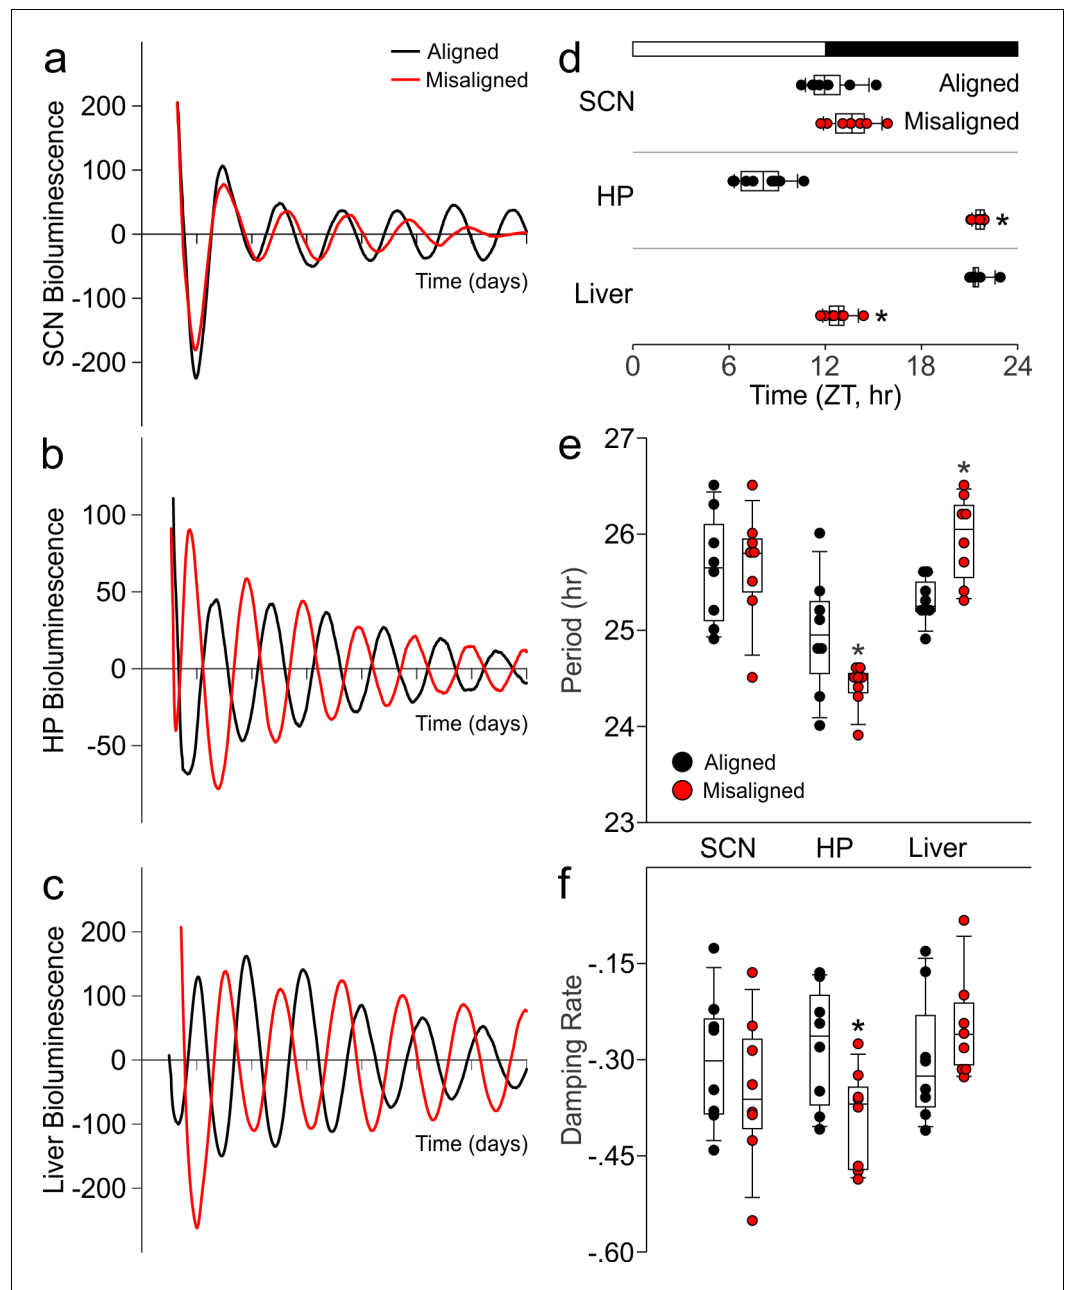 a
Aligned
Misaligned
SCN Bioluminescence
200
100
0
-100
-200
Time (days)
b
HP Bioluminescence
100
50
0
-50
Time (days)
c
Liver Bioluminescence
200
100
0
-100
-200
Time (days)
d
SCN
Aligned
Misaligned
HP
*
Liver
*
0 6 12 18 24
Time (ZT, hr)
e
Period (hr)
27
26
25
24
23
*
*
Aligned
Misaligned
SCN HP Liver
f
Damping Rate
-.15
-.30
-.45
-.60
*